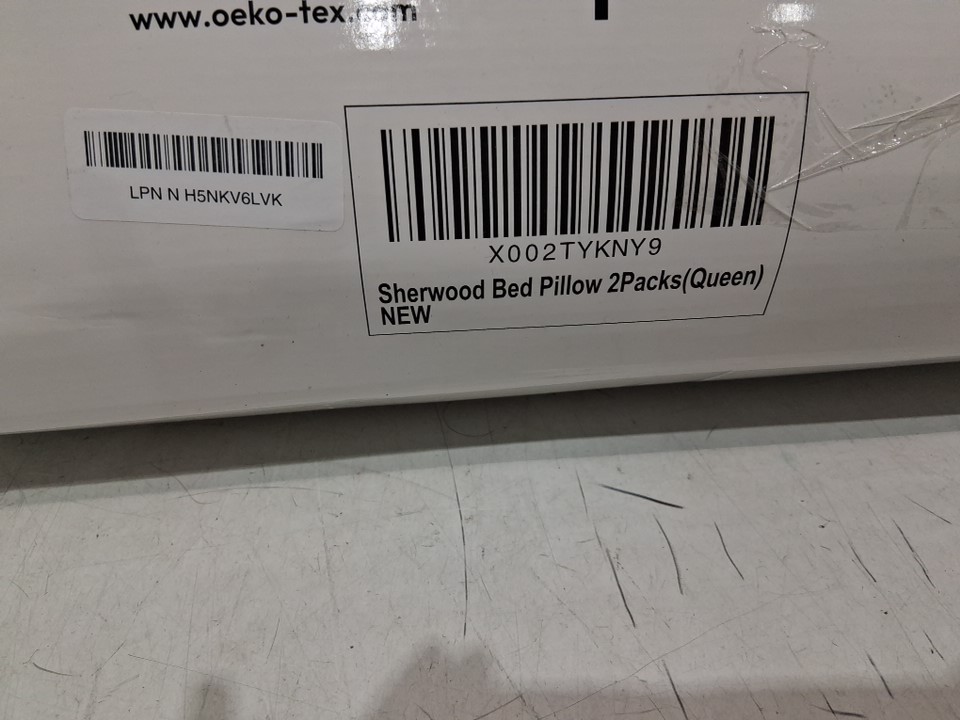 www.oeko-tex.com
LPN N H5NKV6LVK
X002TYKNY9
Sherwood Bed Pillow 2Packs(Queen)
NEW